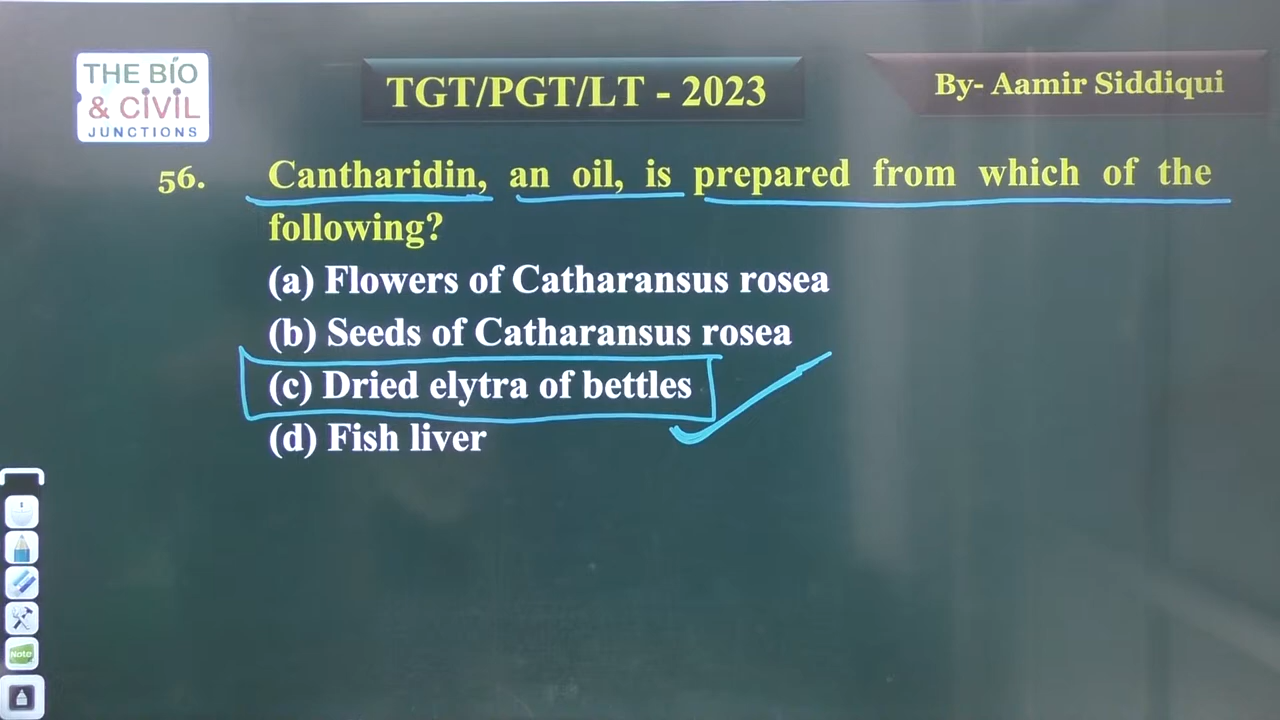 THE BIO
& CIVIL
JUNCTIONS
TGT/PGT/LT - 2023
By- Aamir Siddiqui
56. Cantharidin, an oil, is prepared from which of the
following?
(a) Flowers of Catharansus rosea
(b) Seeds of Catharansus rosea
(c) Dried elytra of bettles
(d) Fish liver
Note